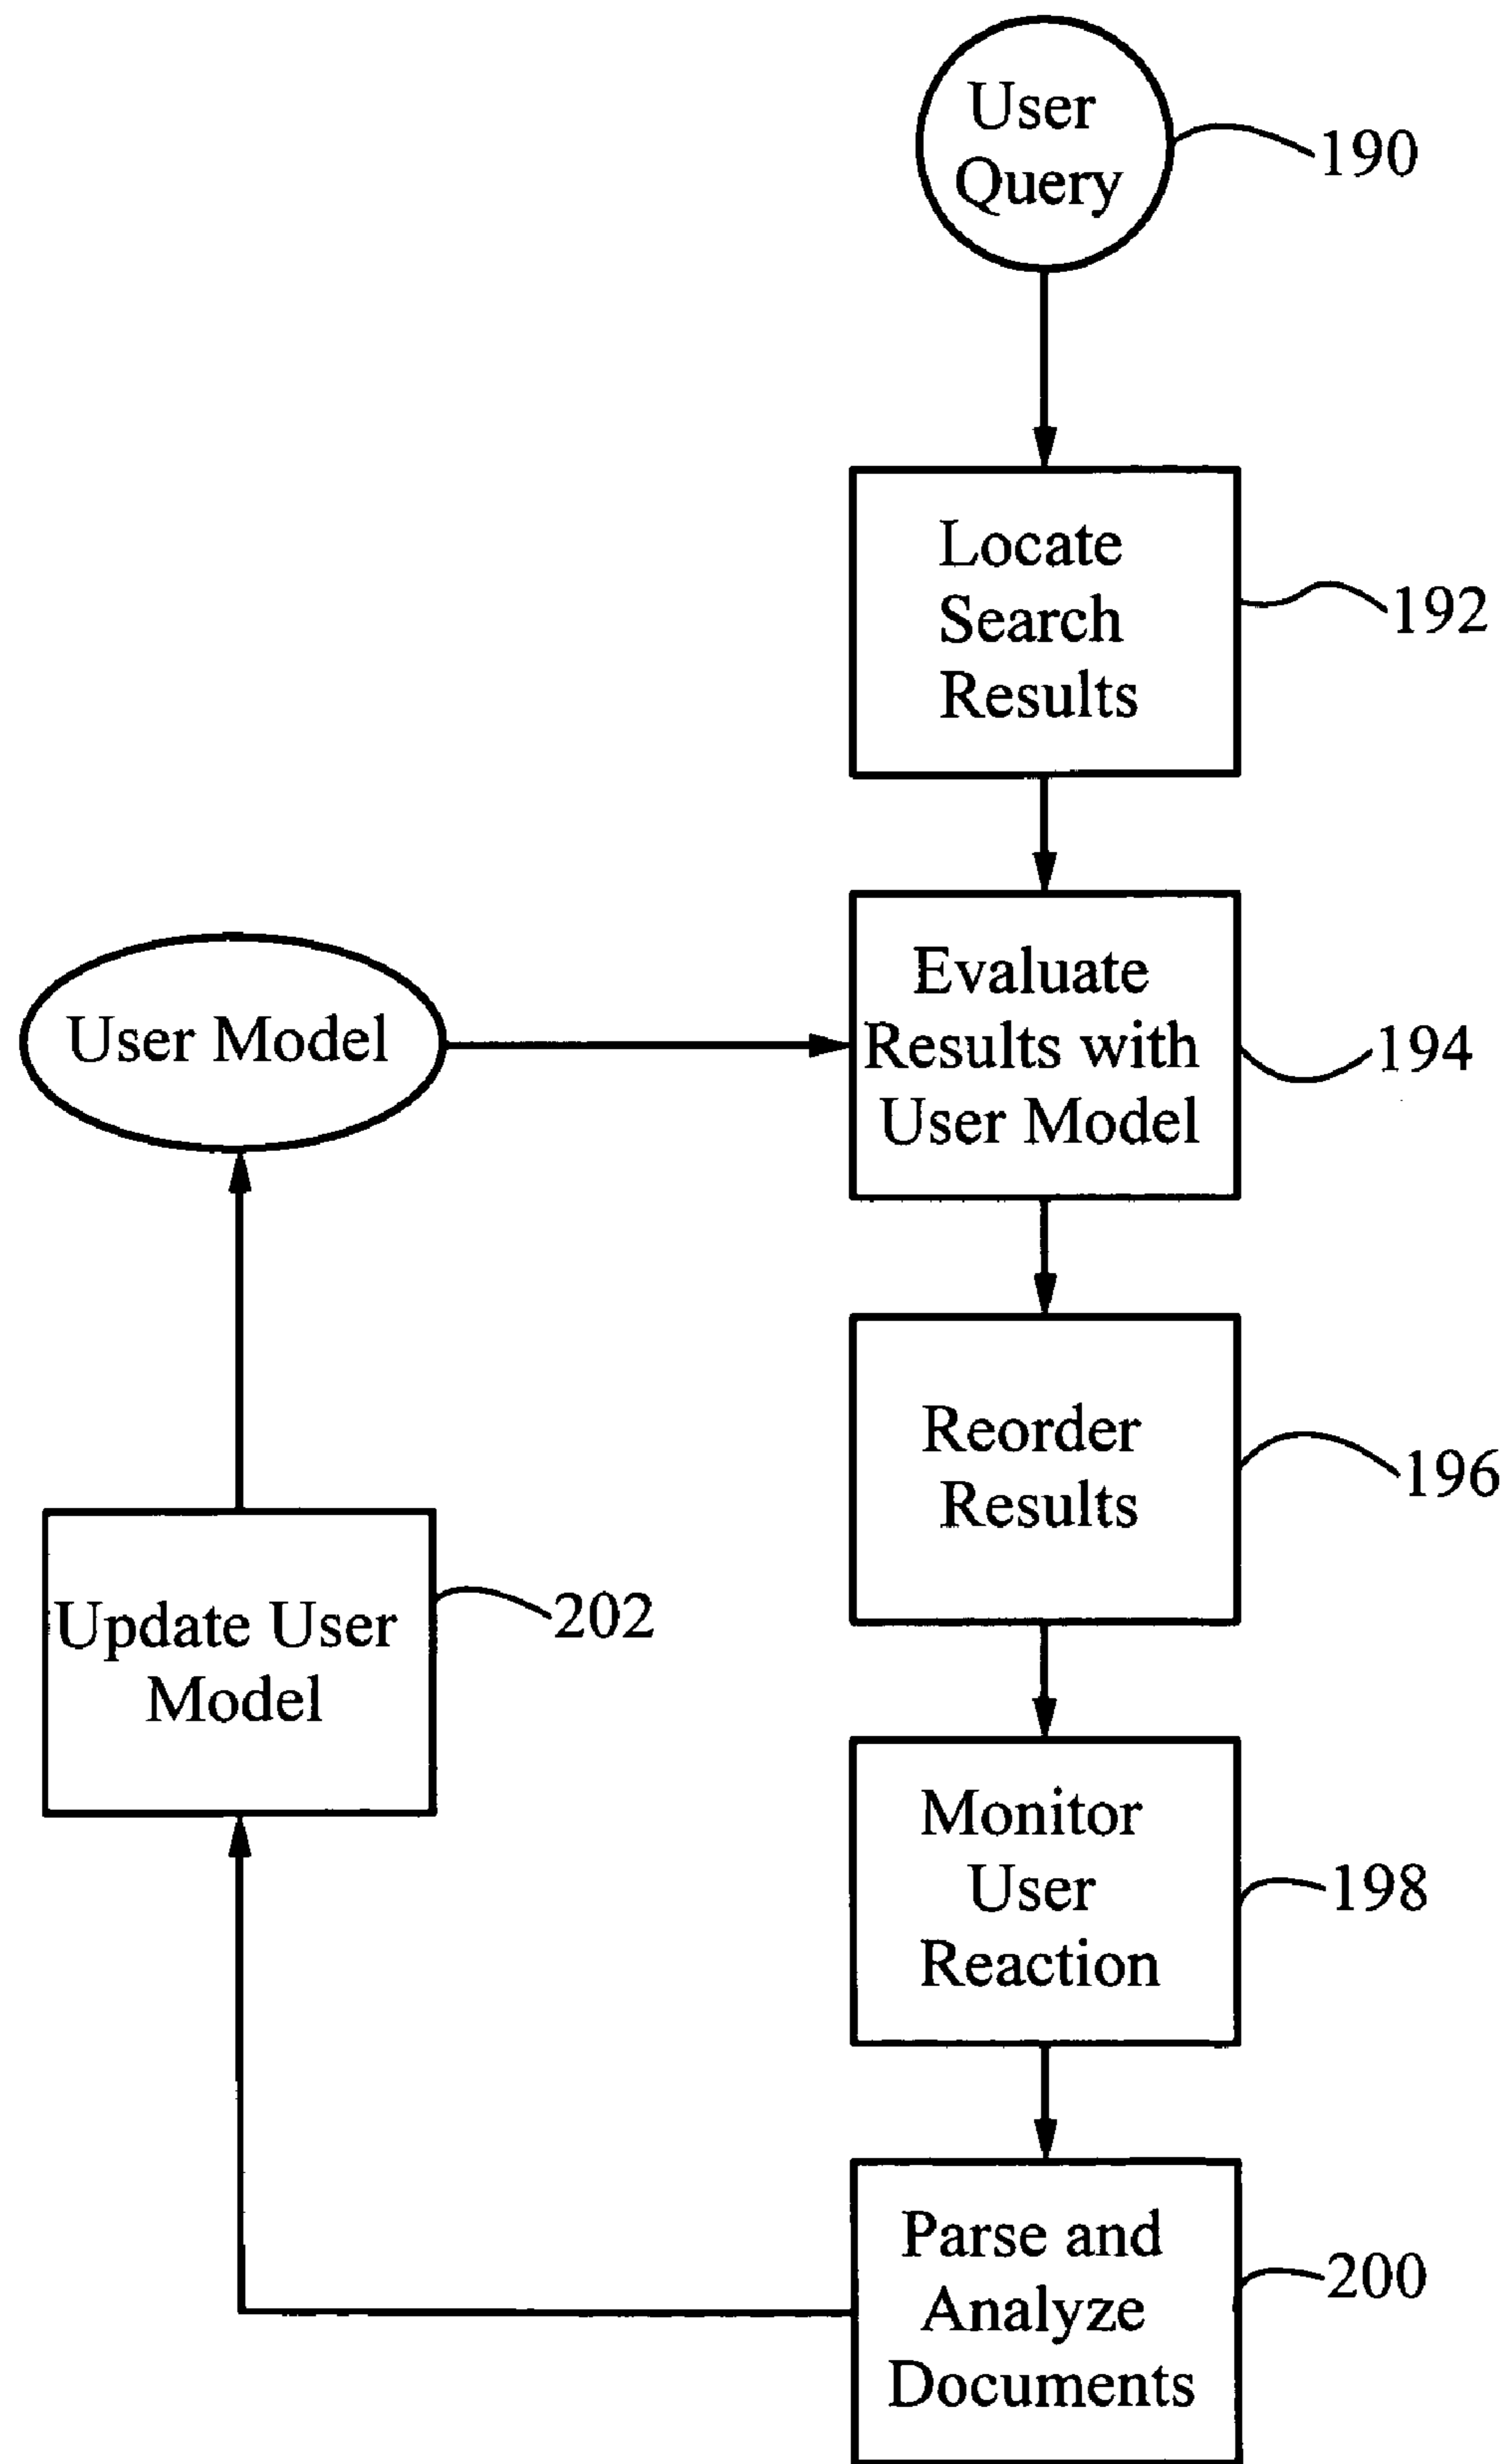 User
Query
190
Locate
Search
Results
192
Evaluate
Results with
User Model
194
User Model
Reorder
Results
196
Update User
Model
202
Monitor
User
Reaction
198
Parse and
Analyze
Documents
200